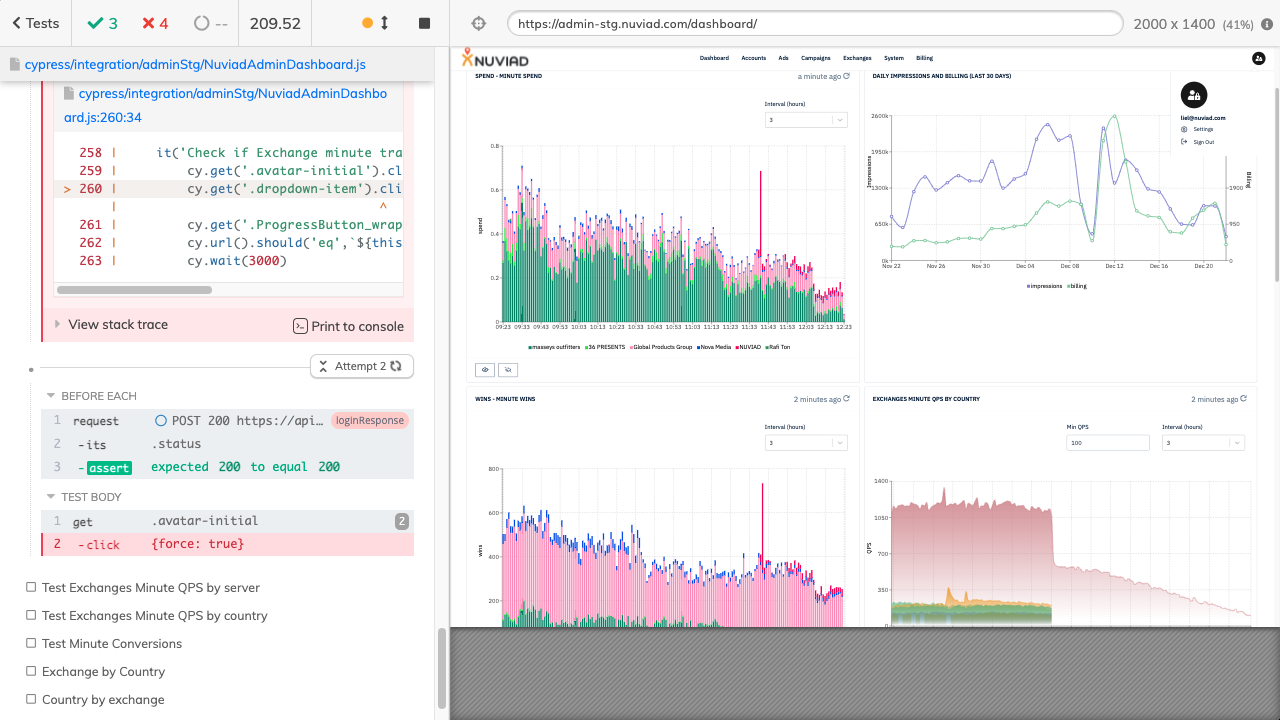 Tests
3
4
--
209.52
https://admin-stg.nuviad.com/dashboard/
2000 x 1400 (41%)
cypress/integration/adminStg/NuviadAdminDashboard.js
cypress/integration/adminStg/NuviadAdminDashbo
ard.js:260:34
258 | it('Check if Exchange minute tra
259 | cy.get('.avatar-initial').cl
> 260 | cy.get('.dropdown-item').cli
| ^
261 | cy.get('.ProgressButton_wrap
262 | cy.url().should('eq',`${this
263 | cy.wait(3000)
View stack trace
Print to console
Attempt 2
BEFORE EACH
1 request POST 200 https://api... loginResponse
2 -its .status
3 -assert expected 200 to equal 200
TEST BODY
1 get .avatar-initial 2
2 -click {force: true}
Test Exchanges Minute QPS by server
Test Exchanges Minute QPS by country
Test Minute Conversions
Exchange by Country
Country by exchange
NUVIAD
Dashboard Accounts Ads Campaigns Exchanges System Billing
SPEND - MINUTE SPEND
a minute ago
Interval (hours)
3
0.8
0.6
0.4
0.2
0
spend
09:23 09:33 09:43 09:53 10:03 10:13 10:23 10:33 10:43 10:53 11:03 11:13 11:23 11:33 11:43 11:53 12:03 12:13 12:23
masseys outfitters 36 PRESENTS Global Products Group Nova Media NUVIAD Rafi Ton
DAILY IMPRESSIONS AND BILLING (LAST 30 DAYS)
liel@nuviad.com
Settings
Sign Out
2600k
1950k
1300k
650k
0k
Impressions
1900
950
0
Billing
Nov 22 Nov 26 Nov 30 Dec 04 Dec 08 Dec 12 Dec 16 Dec 20
impressions billing
WINS - MINUTE WINS
2 minutes ago
Interval (hours)
3
800
600
400
200
wins
EXCHANGES MINUTE QPS BY COUNTRY
2 minutes ago
Min QPS
100
Interval (hours)
3
1400
1050
700
350
0
QPS